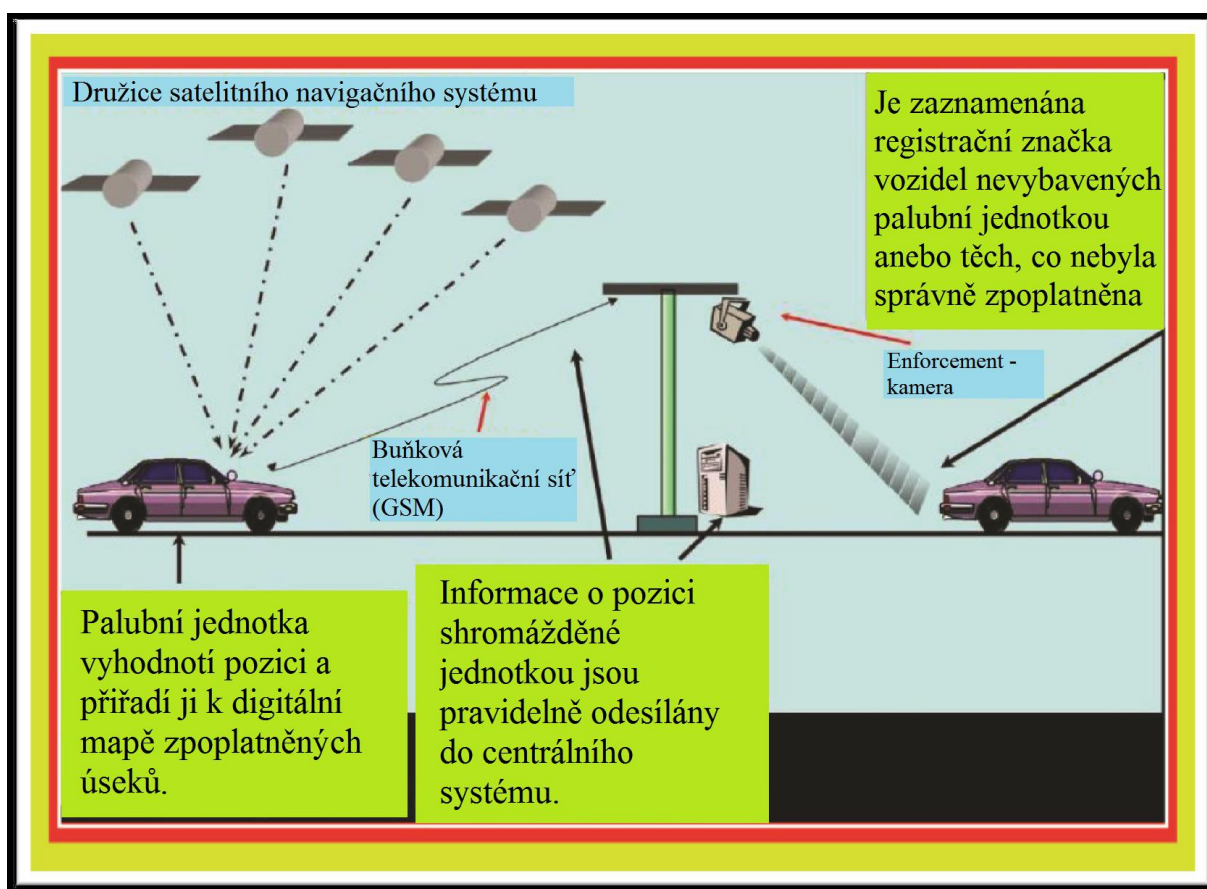 Družice satelitního navigačního systému
Je zaznamenána
registrační značka
vozidel nevybavených
palubní jednotkou
anebo těch, co nebyla
správně zpoplatněna
Enforcement -
kamera
Buňková
telekomunikační síť
(GSM)
Palubní jednotka
vyhodnotí pozici a
přiřadí ji k digitální
mapě zpoplatněných
úseků.
Informace o pozici
shromážděné
jednotkou jsou
pravidelně odesílány
do centrálního
systému.